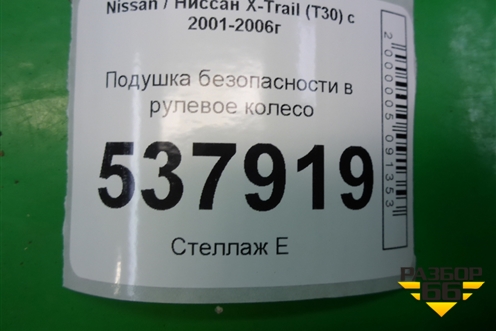 Nissan / Ниссан X-Trail (T30) с
2001-2006г
Подушка безопасности в
рулевое колесо
537919
Стеллаж Е
2000005091353
РАЗБОР
66